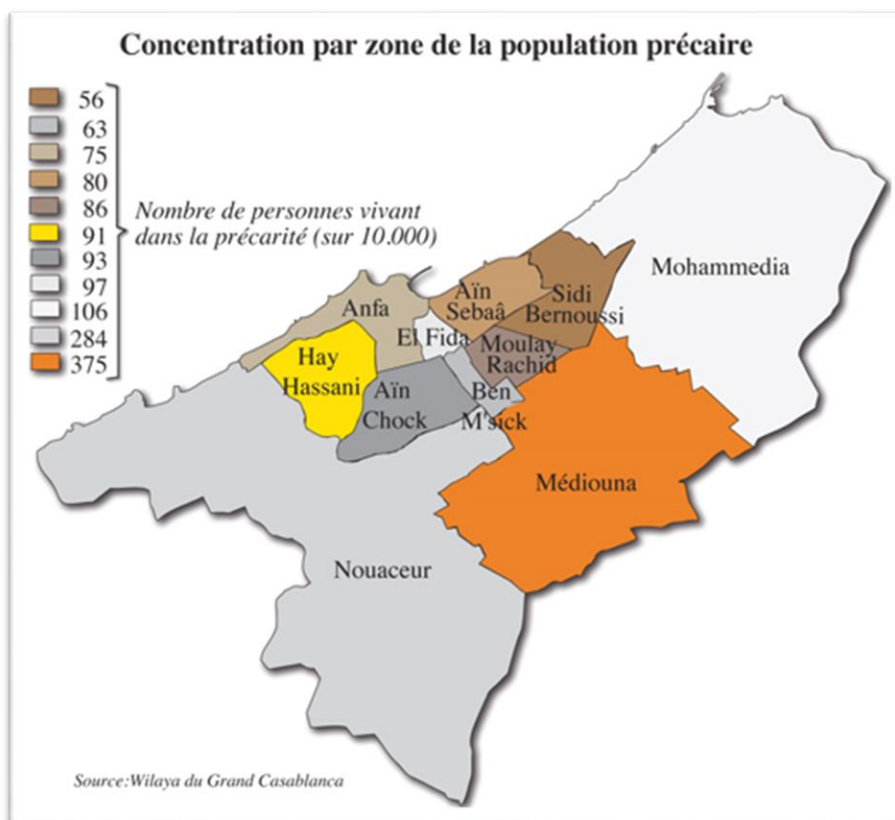 Concentration par zone de la population précaire
56
63
75
80
86
91
93
97
106
284
375
Nombre de personnes vivant
dans la précarité (sur 10.000)
Mohammedia
Anfa
Aïn
Sebaâ
Sidi
Bernoussi
El Fida
Moulay
Rachid
Hay
Hassani
Aïn
Chock
Ben
M'sick
Médiouna
Nouaceur
Source:Wilaya du Grand Casablanca